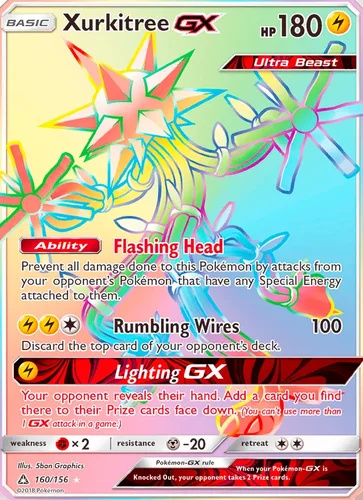 BASIC Xurkitree GX HP 180
Ultra Beast
Ability Flashing Head
Prevent all damage done to this Pokémon by attacks from
your opponent's Pokémon that have any Special Energy
attached to them.
Rumbling Wires 100
Discard the top card of your opponent's deck.
Lighting GX
Your opponent reveals their hand. Add a card you find
there to their Prize cards face down. (You can't use more than
1 GX attack in a game.)
weakness ×2 resistance -20 retreat
Illus. 5ban Graphics
160/156
©2018 Pokémon
Pokémon-GX rule
When your Pokémon-GX is
Knocked Out, your opponent takes 2 Prize cards.